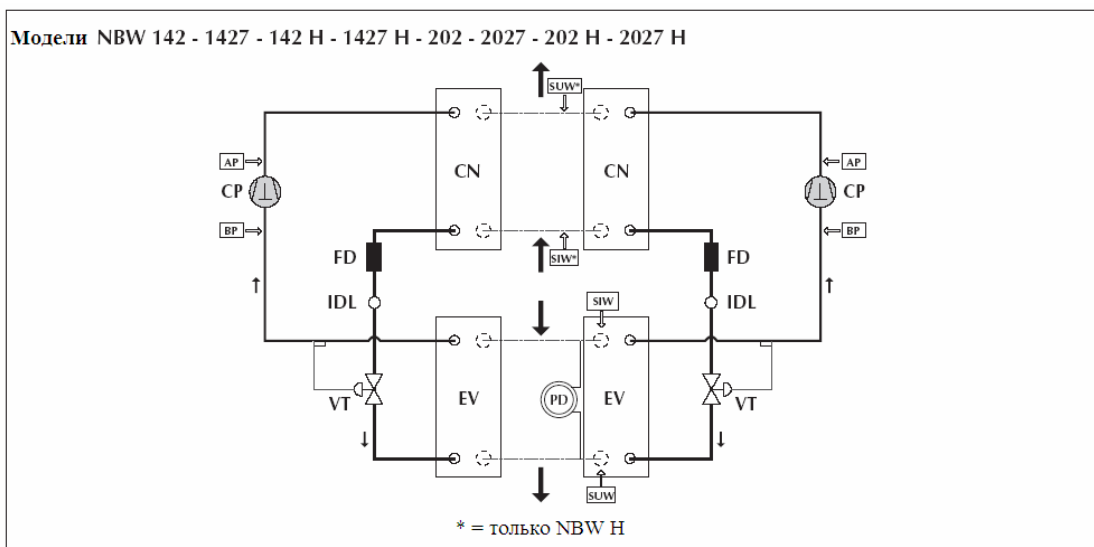 Модели NBW 142 - 1427 - 142 H - 1427 H - 202 - 2027 - 202 H - 2027 H
SUW*
CN
CN
AP
AP
CP
CP
BP
BP
FD
SIW*
FD
IDL
SIW
IDL
EV
PD
EV
VT
VT
SUW
* = только NBW H